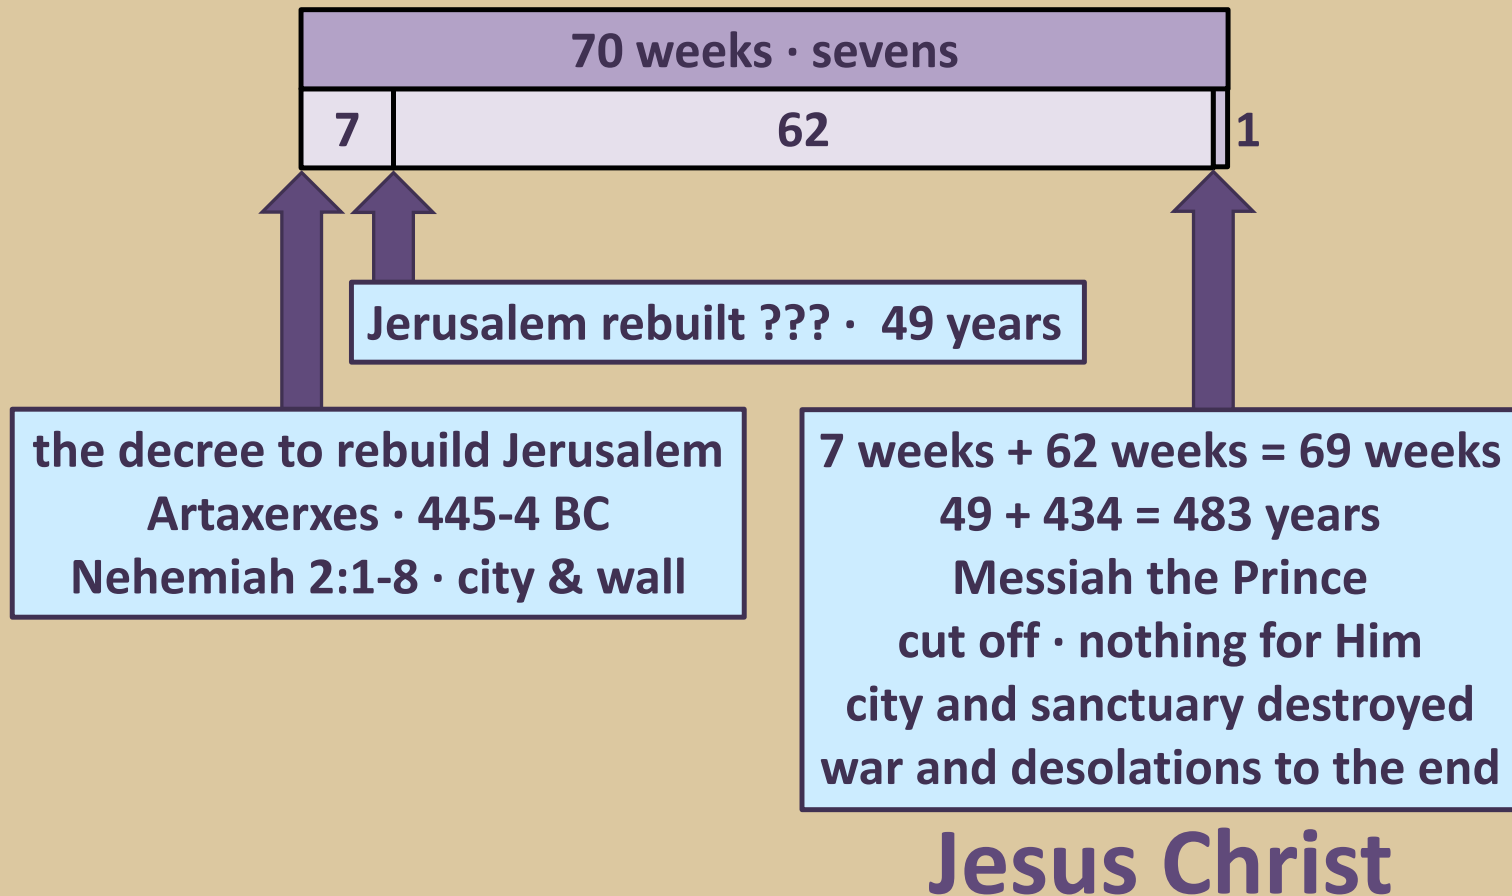 70 weeks · sevens
7 62 1
Jerusalem rebuilt ??? · 49 years
the decree to rebuild Jerusalem
Artaxerxes · 445-4 BC
Nehemiah 2:1-8 · city & wall
7 weeks + 62 weeks = 69 weeks
49 + 434 = 483 years
Messiah the Prince
cut off · nothing for Him
city and sanctuary destroyed
war and desolations to the end
Jesus Christ